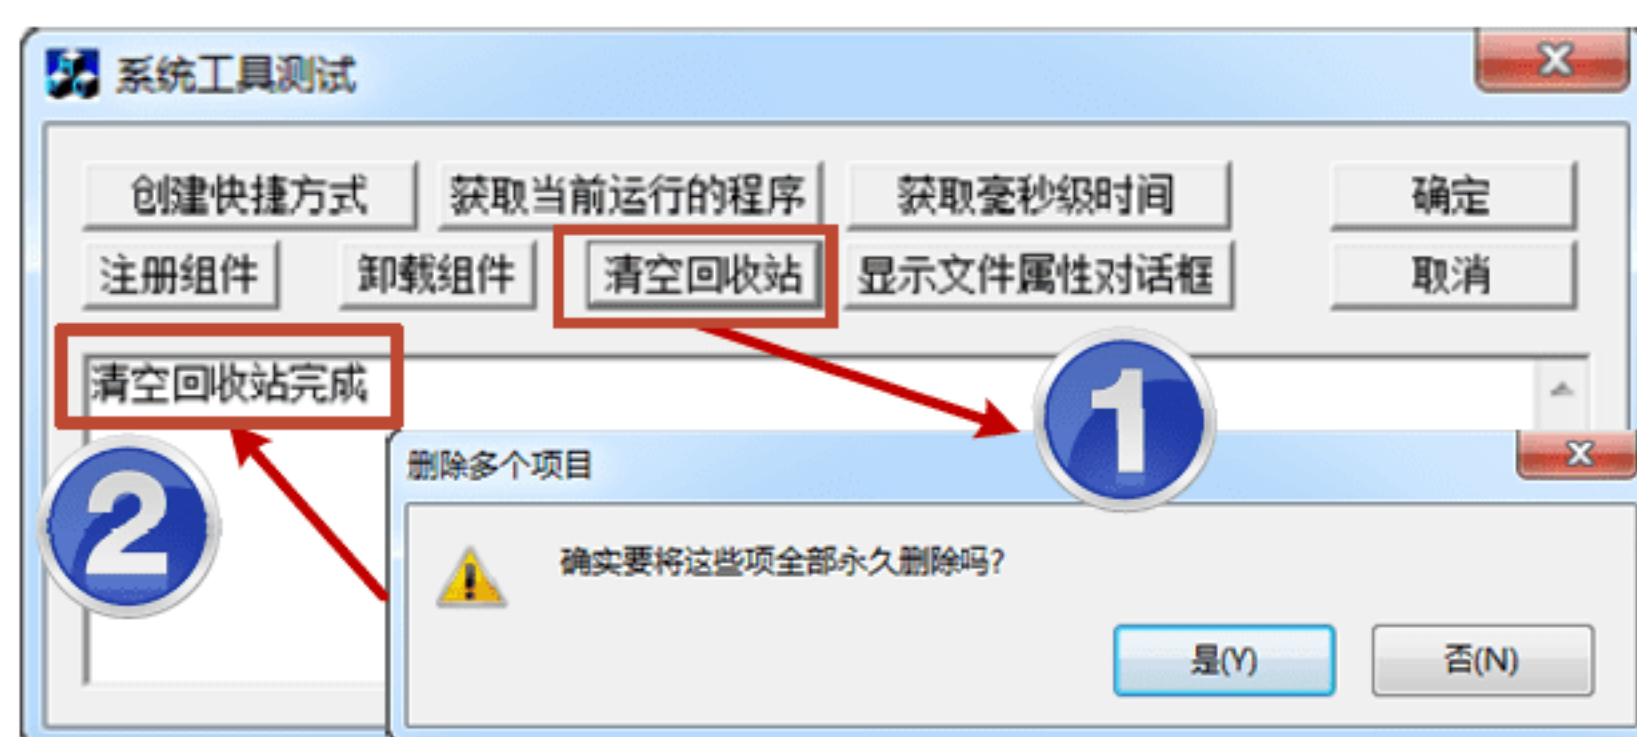 系统工具测试
创建快捷方式 获取当前运行的程序 获取毫秒级时间 确定
注册组件 卸载组件 清空回收站 显示文件属性对话框 取消
清空回收站完成
1
删除多个项目
2
确实要将这些项全部永久删除吗?
是(Y) 否(N)